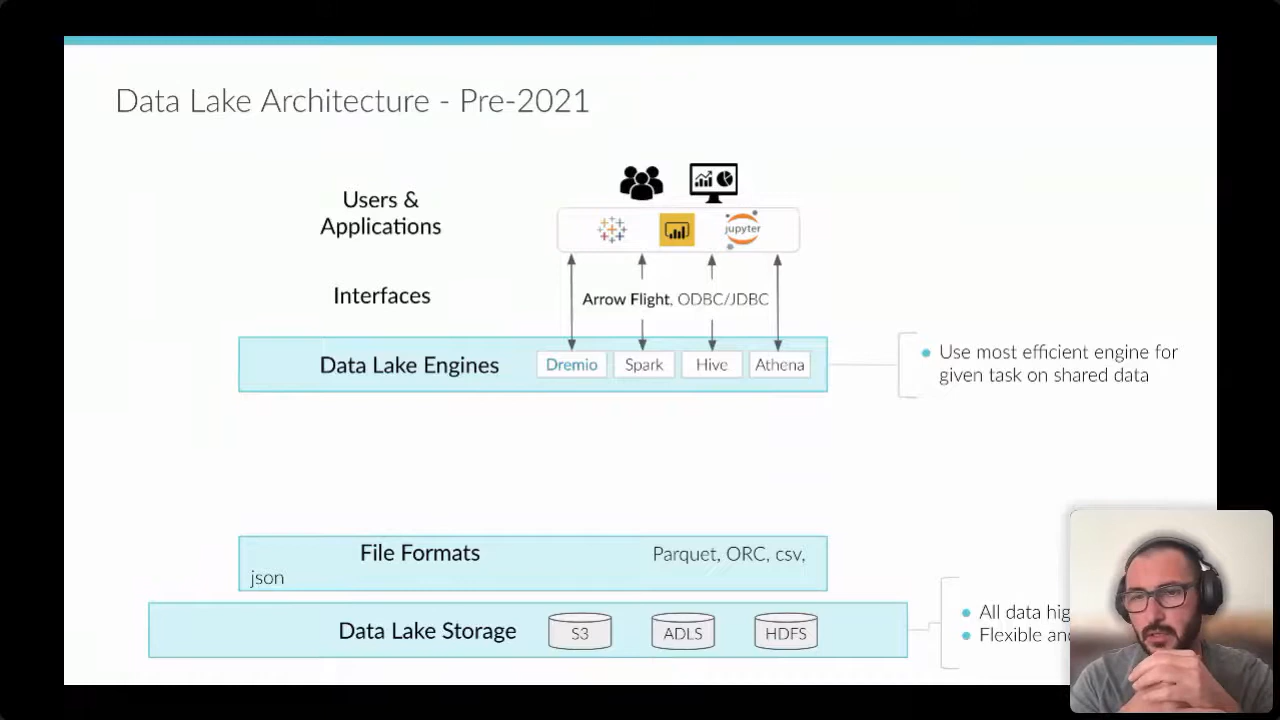 Data Lake Architecture - Pre-2021
Users &
Applications
jupyter
Interfaces
Arrow Flight, ODBC/JDBC
Data Lake Engines
Dremio
Spark
Hive
Athena
Use most efficient engine for
given task on shared data
File Formats
Parquet, ORC, csv,
json
Data Lake Storage
S3
ADLS
HDFS
All data
Flexible